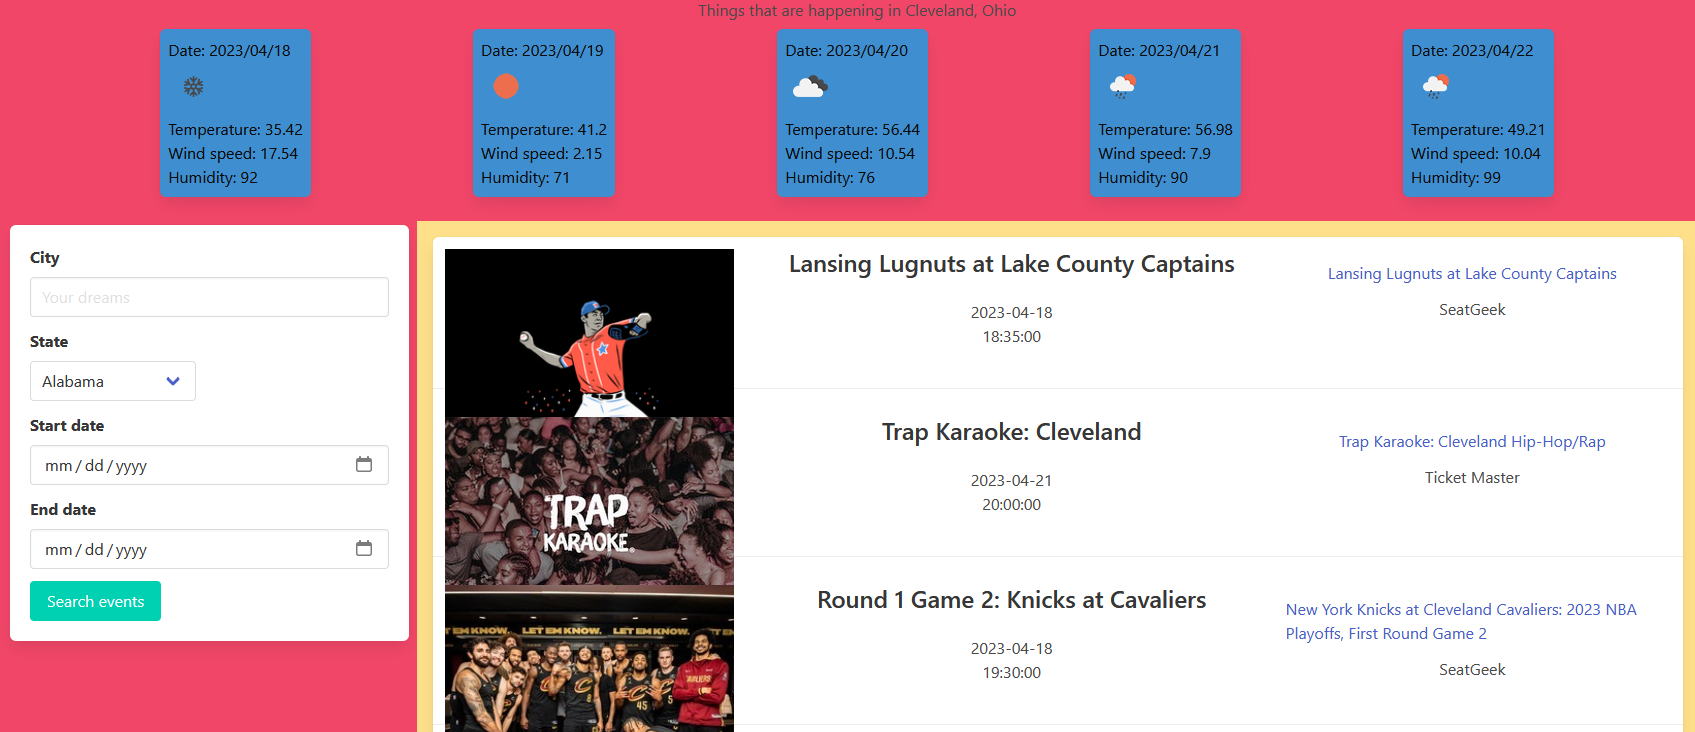 Things that are happening in Cleveland, Ohio
Date: 2023/04/18
Temperature: 35.42
Wind speed: 17.54
Humidity: 92
Date: 2023/04/19
Temperature: 41.2
Wind speed: 2.15
Humidity: 71
Date: 2023/04/20
Temperature: 56.44
Wind speed: 10.54
Humidity: 76
Date: 2023/04/21
Temperature: 56.98
Wind speed: 7.9
Humidity: 90
Date: 2023/04/22
Temperature: 49.21
Wind speed: 10.04
Humidity: 99
City
Your dreams
State
Alabama
Start date
mm/dd/yyyy
End date
mm/dd/yyyy
Search events
Lansing Lugnuts at Lake County Captains
2023-04-18
18:35:00
Lansing Lugnuts at Lake County Captains
SeatGeek
TRAP
KARAOKE
Trap Karaoke: Cleveland
2023-04-21
20:00:00
Trap Karaoke: Cleveland Hip-Hop/Rap
Ticket Master
LET EM KNOW.
CAVALIERS
8
45
5
Round 1 Game 2: Knicks at Cavaliers
2023-04-18
19:30:00
New York Knicks at Cleveland Cavaliers: 2023 NBA
Playoffs, First Round Game 2
SeatGeek